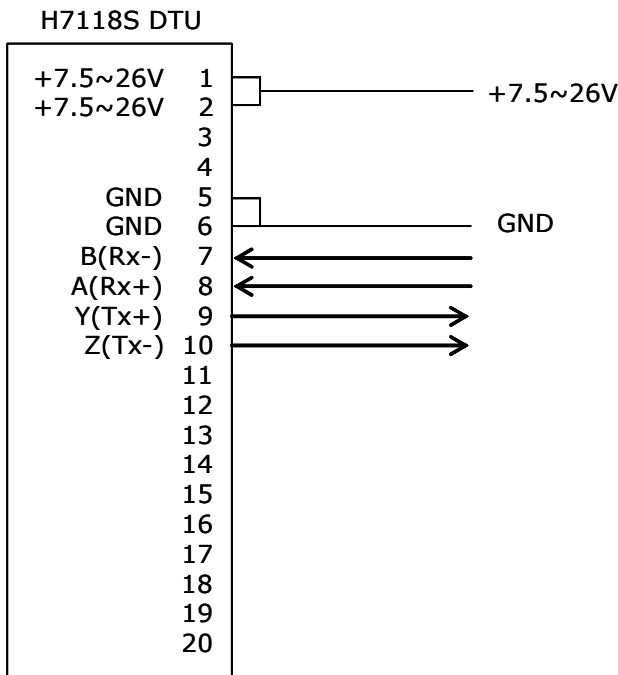 H7118S DTU
+7.5~26V 1
+7.5~26V 2
+7.5~26V
3
4
GND 5
GND 6
GND
B(Rx-) 7
A(Rx+) 8
Y(Tx+) 9
Z(Tx-) 10
11
12
13
14
15
16
17
18
19
20